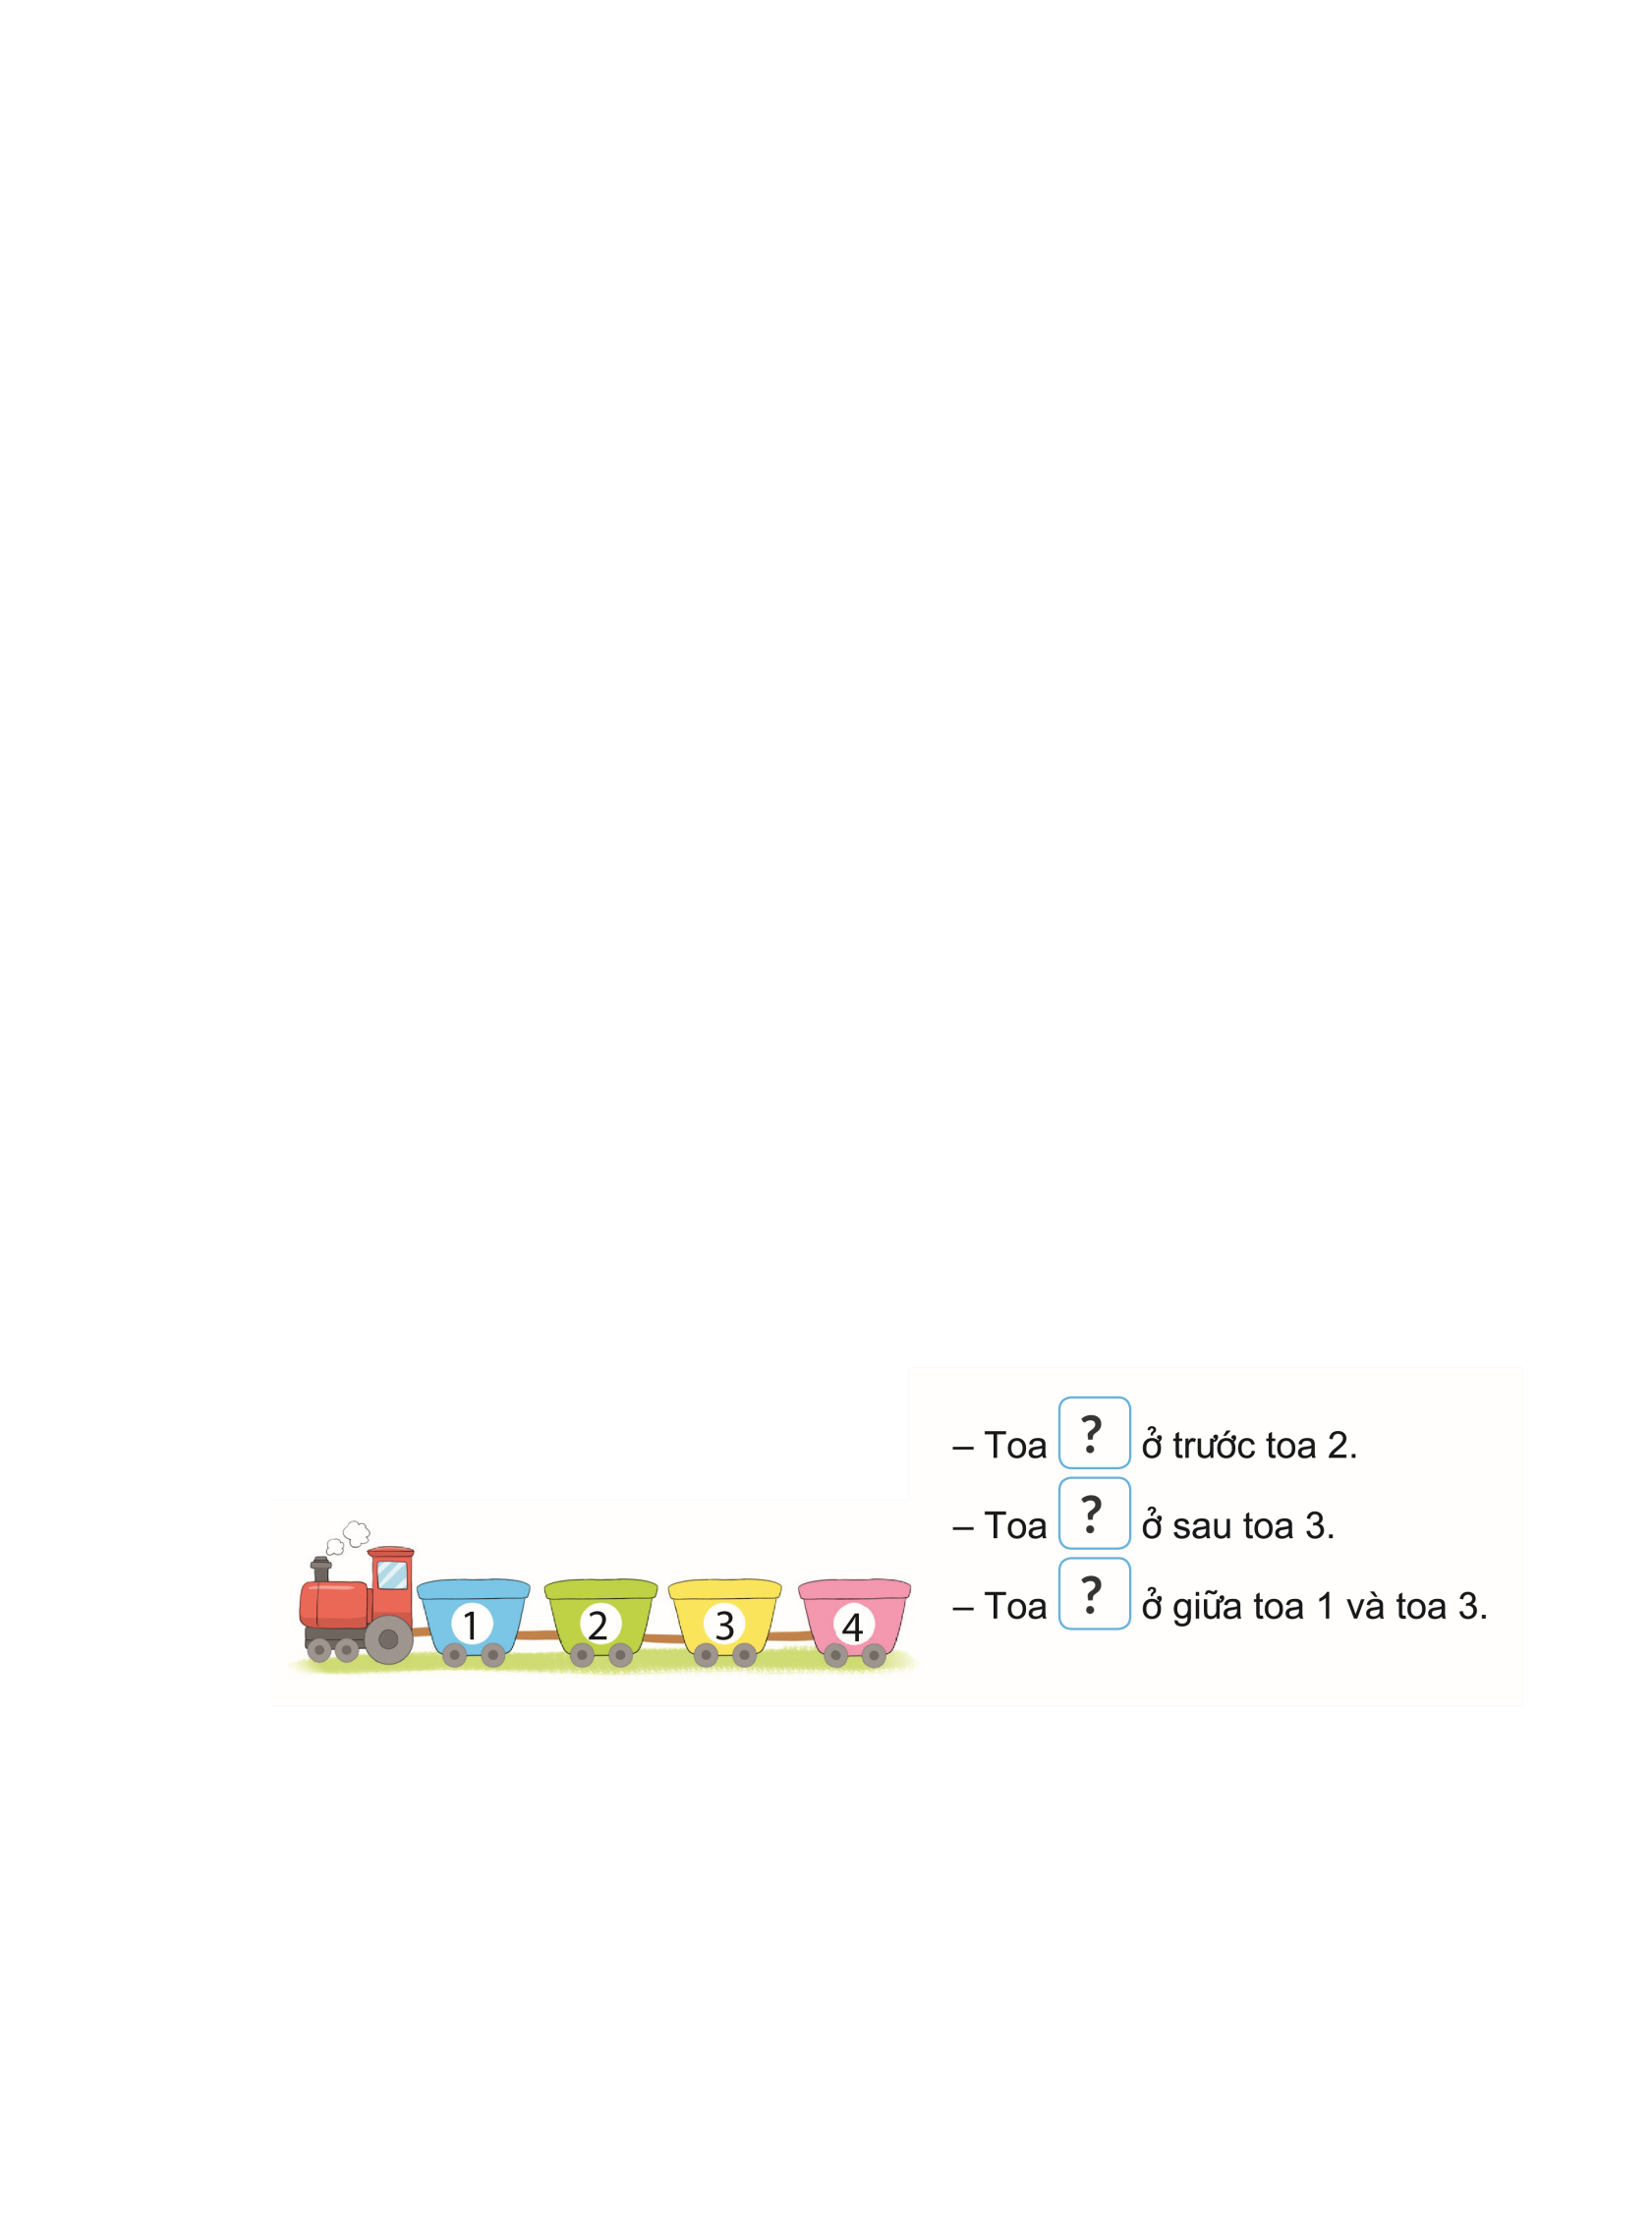 – Toa ? ở trước toa 2.
– Toa ? ở sau toa 3.
– Toa ? ở giữa toa 1 và toa 3.
1 2 3 4